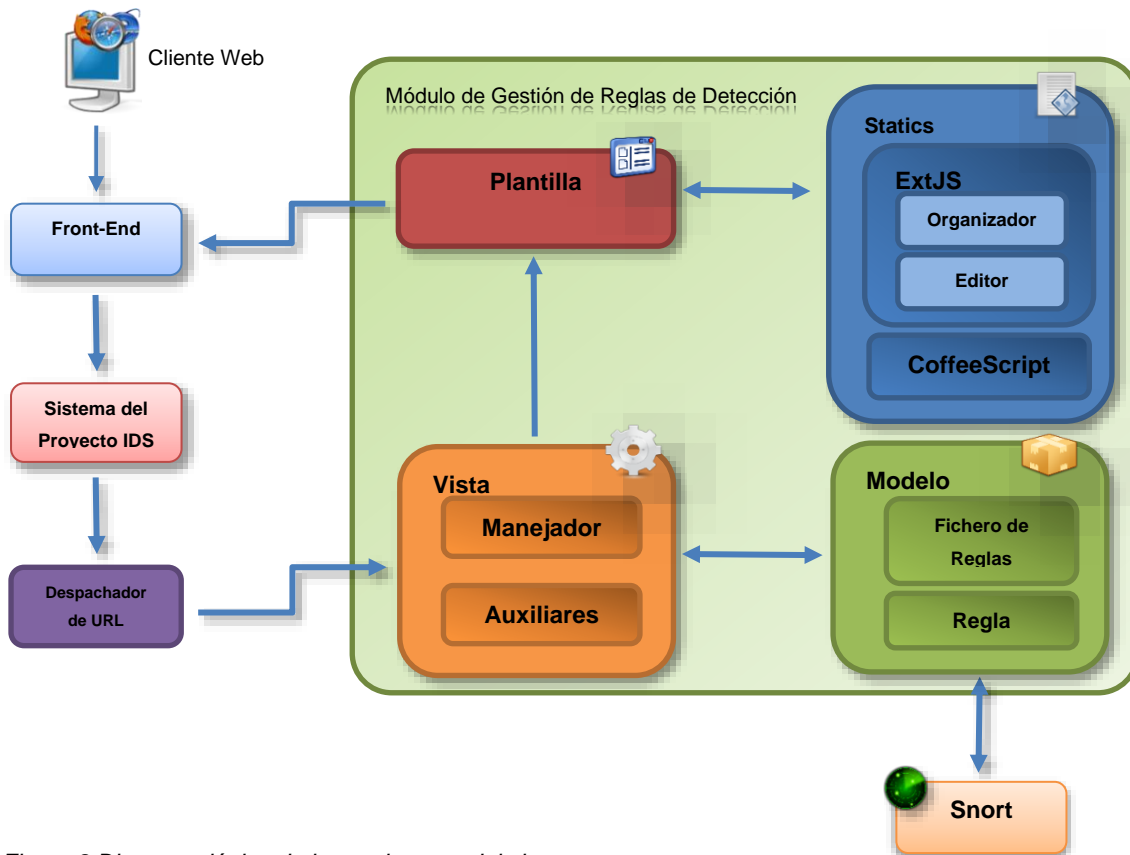 Cliente Web
Módulo de Gestión de Reglas de Detección
Statics
Plantilla
ExtJS
Organizador
Editor
CoffeeScript
Front-End
Sistema del
Proyecto IDS
Despachador
de URL
Vista
Manejador
Auxiliares
Modelo
Fichero de
Reglas
Regla
Snort